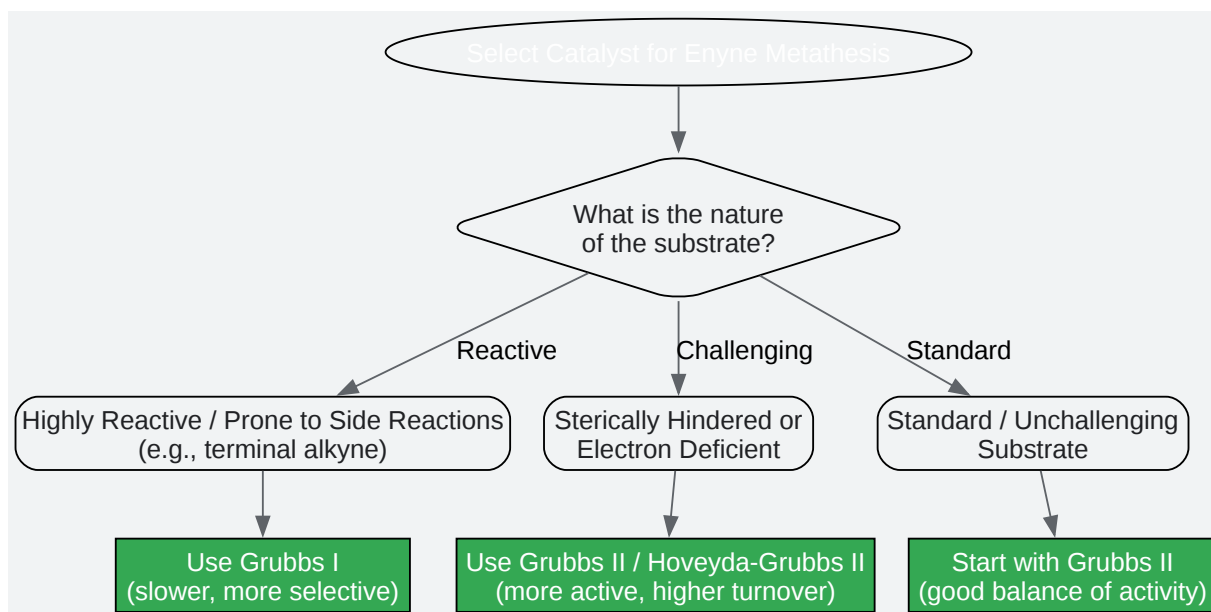 Select Catalyst for Enyne Metathesis
What is the nature
of the substrate?
Reactive
Challenging
Standard
Highly Reactive / Prone to Side Reactions
(e.g., terminal alkyne)
Sterically Hindered or
Electron Deficient
Standard / Unchallenging
Substrate
Use Grubbs I
(slower, more selective)
Use Grubbs II / Hoveyda-Grubbs II
(more active, higher turnover)
Start with Grubbs II
(good balance of activity)